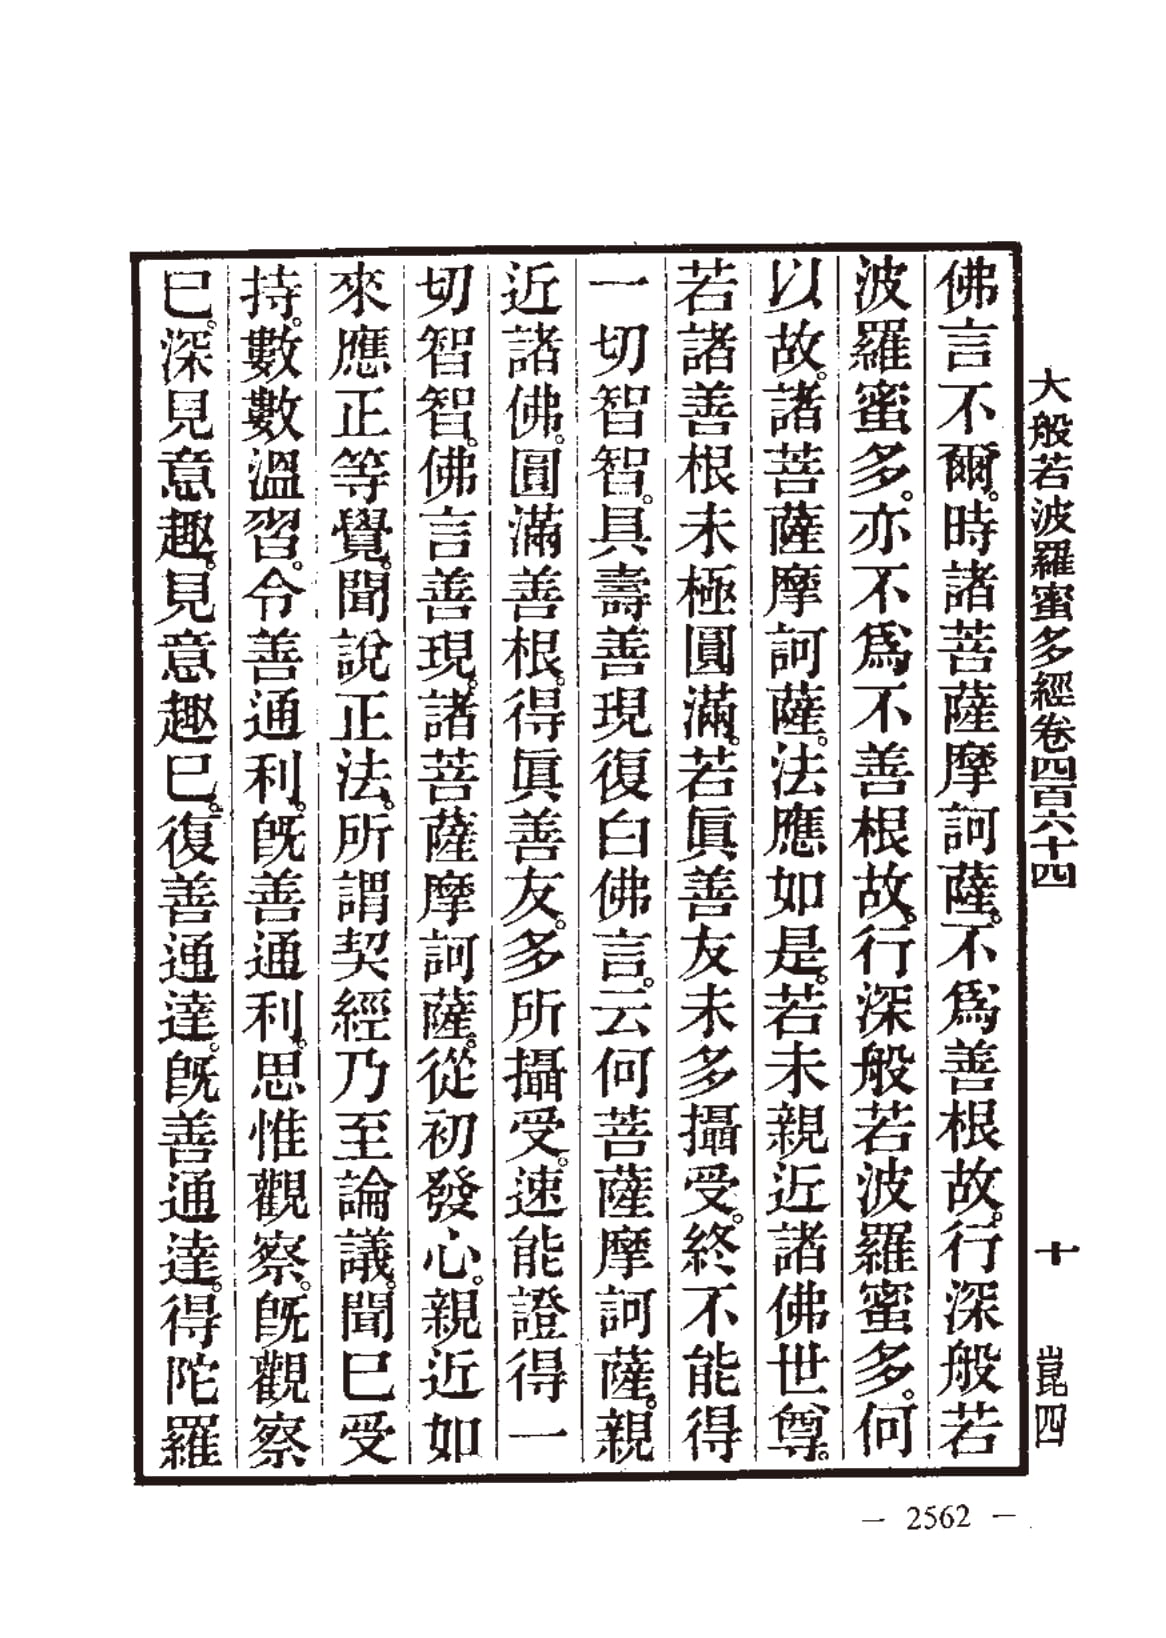 大般若波羅蜜多經卷四百六十四 十 崑四
佛言不爾。時諸菩薩摩訶薩。不爲善根故。行深般若
波羅蜜多。亦不爲不善根故。行深般若波羅蜜多。何
以故。諸菩薩摩訶薩。法應如是。若未親近諸佛世尊。
若諸善根未極圓滿。若眞善友未多攝受。終不能得
一切智智。具壽善現復白佛言。云何菩薩摩訶薩。親
近諸佛。圓滿善根。得眞善友。多所攝受。速能證得一
切智智。佛言善現。諸菩薩摩訶薩。從初發心。親近如
來應正等覺。聞說正法。所謂契經乃至論議。聞已受
持。數數溫習。令善通利。旣善通利。思惟觀察。旣觀察
已。深見意趣。見意趣已。復善通達。旣善通達。得陀羅
— 2562 —